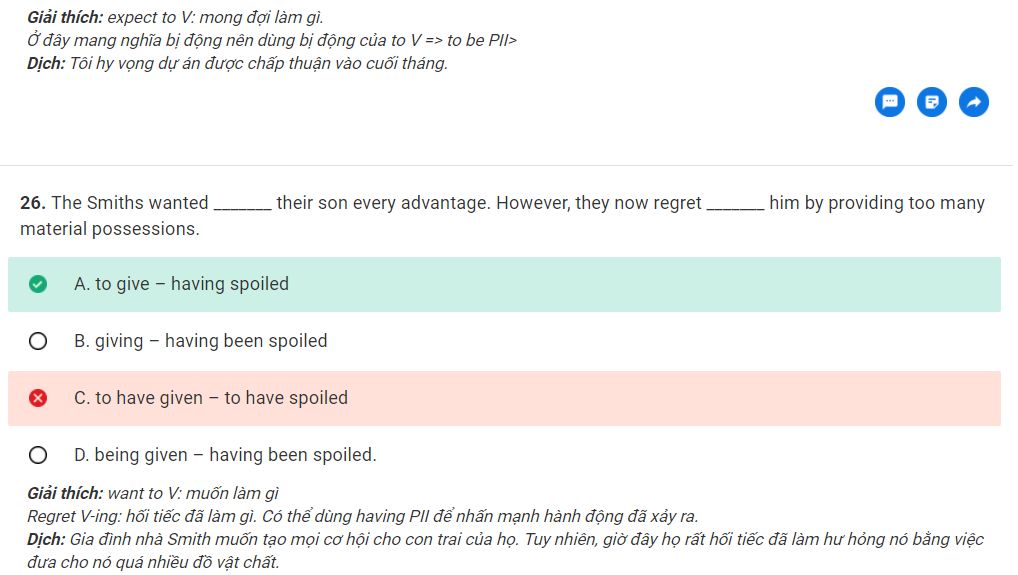 Giải thích: expect to V: mong đợi làm gì.
Ở đây mang nghĩa bị động nên dùng bị động của to V => to be PII>
Dịch: Tôi hy vọng dự án được chấp thuận vào cuối tháng.
26. The Smiths wanted _______ their son every advantage. However, they now regret _______ him by providing too many
material possessions.
A. to give – having spoiled
B. giving – having been spoiled
C. to have given – to have spoiled
D. being given – having been spoiled.
Giải thích: want to V: muốn làm gì
Regret V-ing: hối tiếc đã làm gì. Có thể dùng having PII để nhấn mạnh hành động đã xảy ra.
Dịch: Gia đình nhà Smith muốn tạo mọi cơ hội cho con trai của họ. Tuy nhiên, giờ đây họ rất hối tiếc đã làm hư hỏng nó bằng việc
đưa cho nó quá nhiều đồ vật chất.